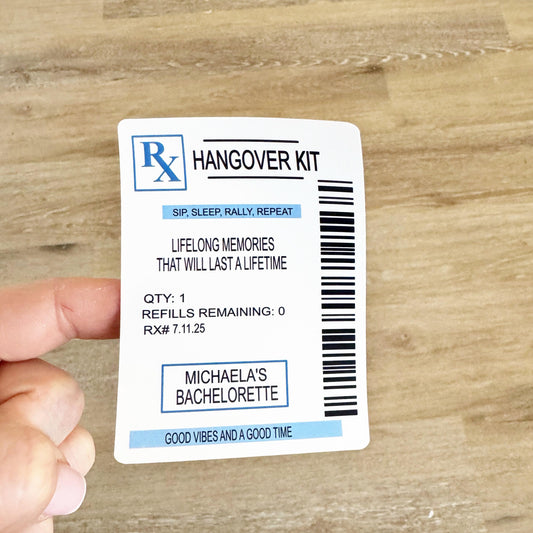 Rx HANGOVER KIT
SIP, SLEEP, RALLY, REPEAT
LIFELONG MEMORIES
THAT WILL LAST A LIFETIME
QTY: 1
REFILLS REMAINING: 0
RX# 7.11.25
MICHAELA'S
BACHELORETTE
GOOD VIBES AND A GOOD TIME